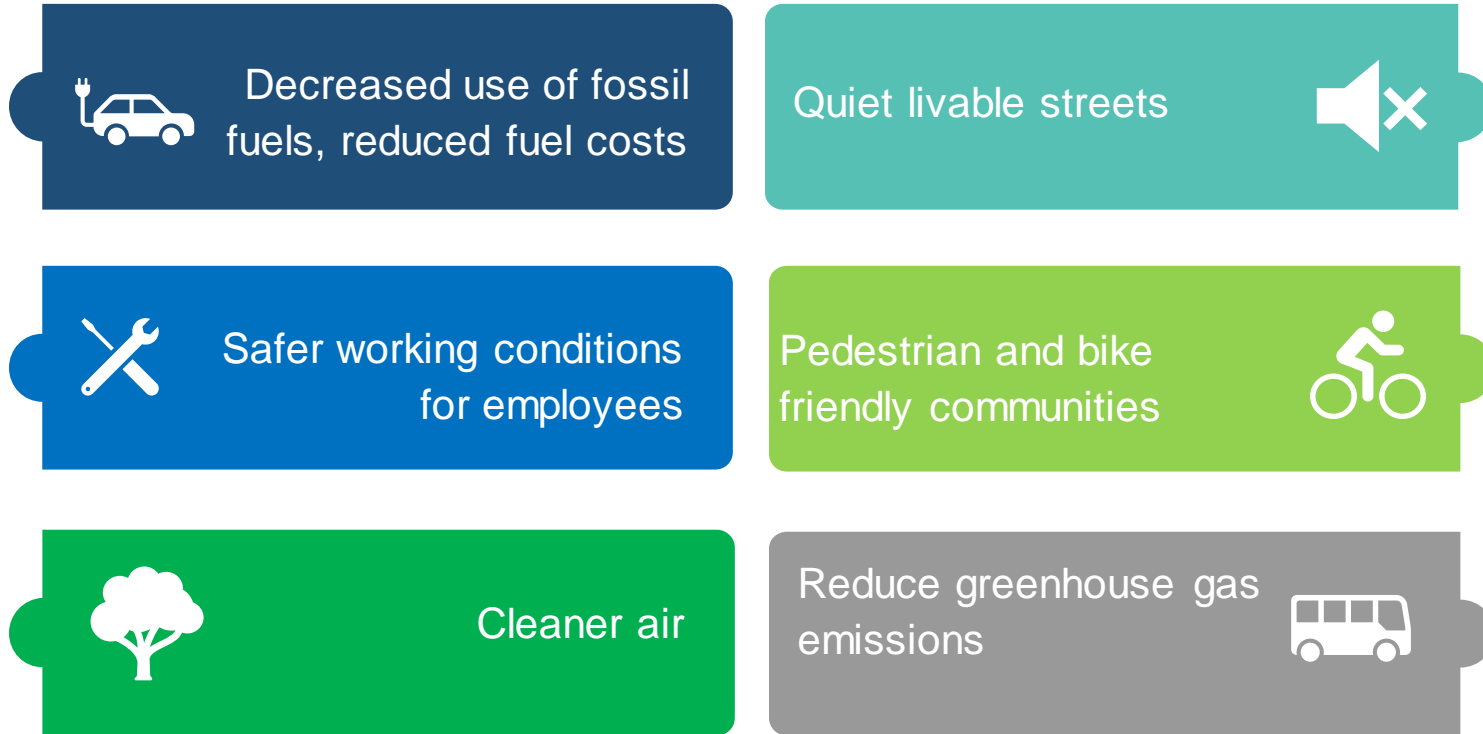 Decreased use of fossil
fuels, reduced fuel costs
Quiet livable streets
Safer working conditions
for employees
Pedestrian and bike
friendly communities
Cleaner air
Reduce greenhouse gas
emissions